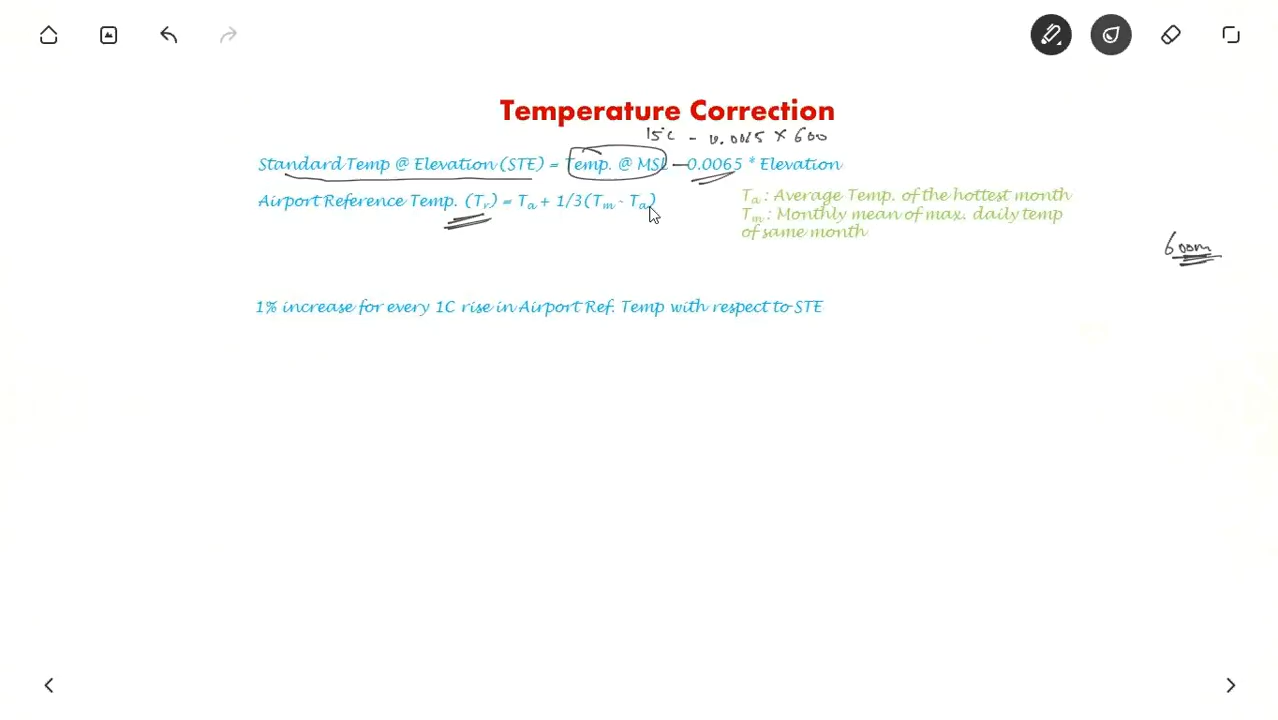 Temperature Correction
15°C - 0.0065 × 600
Standard Temp @ Elevation (STE) = Temp. @ MSL - 0.0065 * Elevation
Airport Reference Temp. (Tr) = Ta + 1/3(Tm - Ta)
Ta : Average Temp. of the hottest month
Tm : Monthly mean of max. daily temp
of same month
600m
1% increase for every 1C rise in Airport Ref. Temp with respect to STE